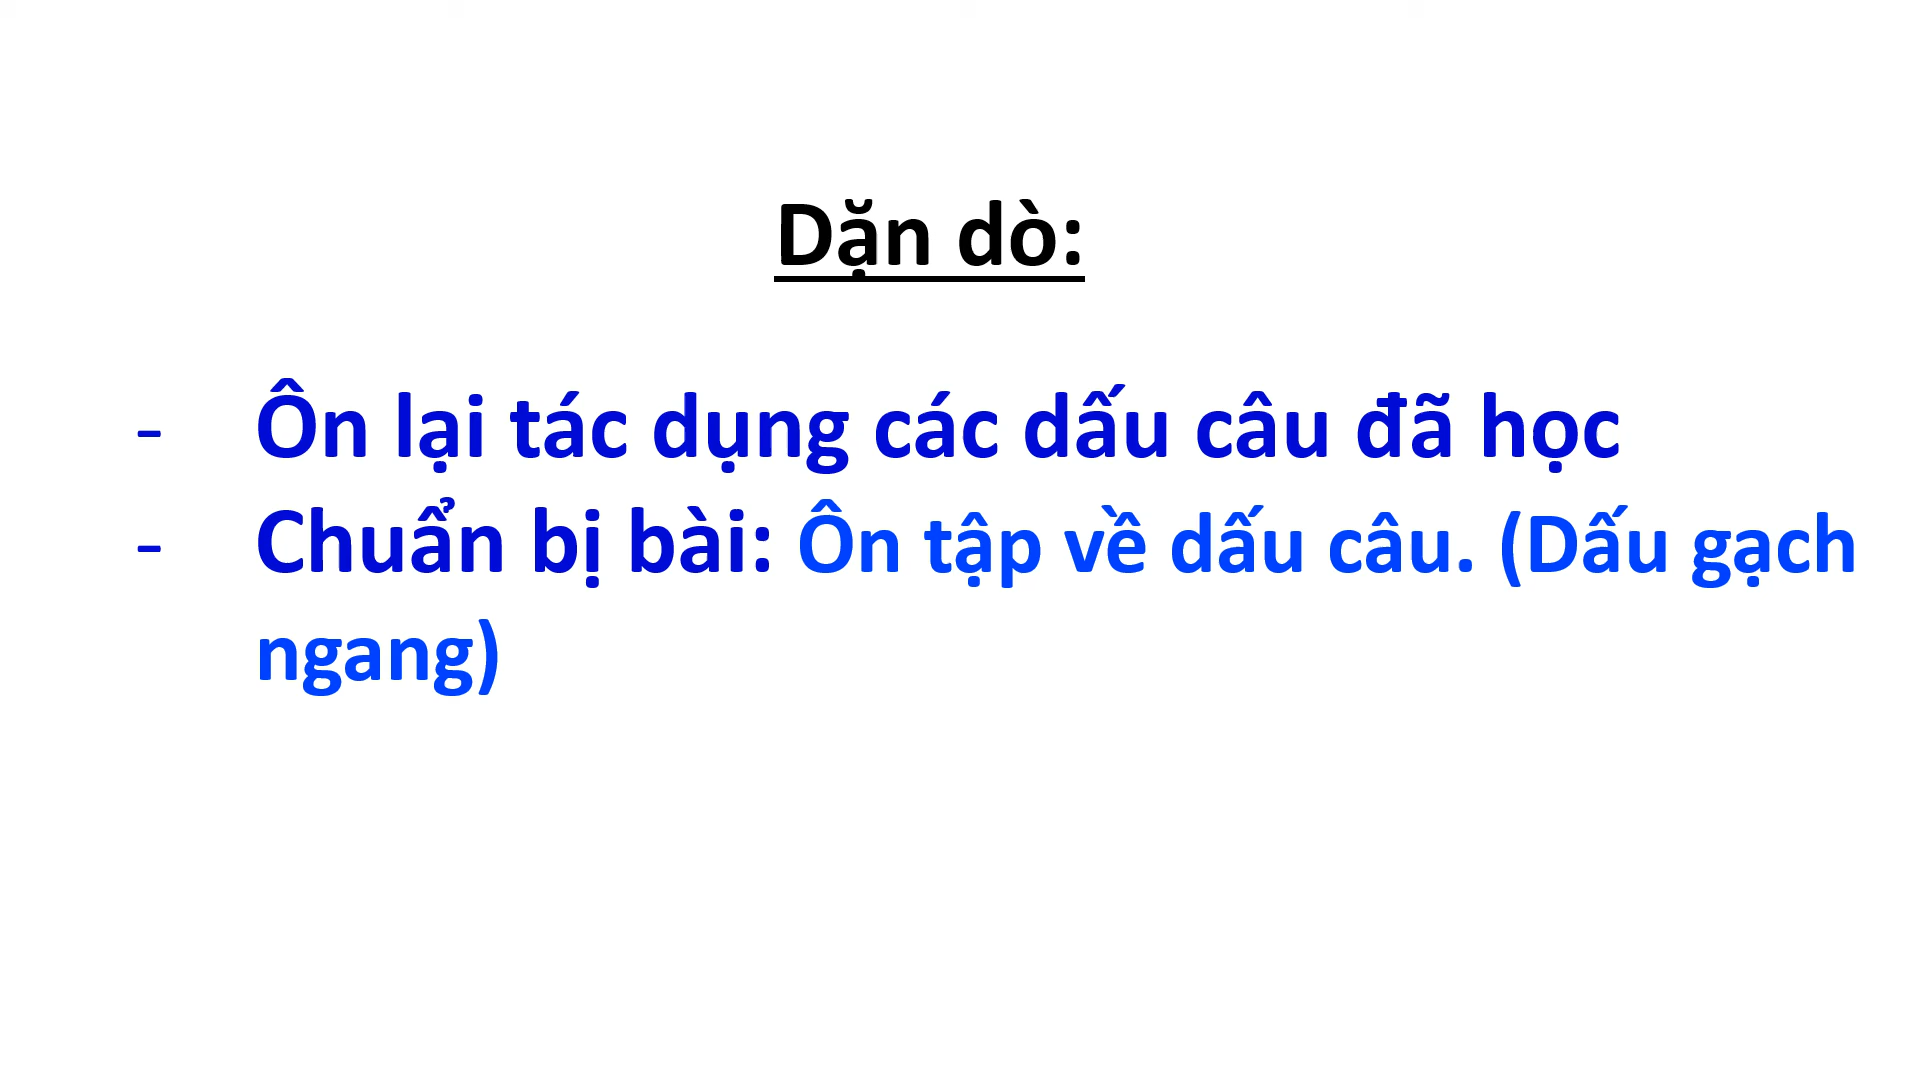 Dặn dò:
- Ôn lại tác dụng các dấu câu đã học
- Chuẩn bị bài: Ôn tập về dấu câu. (Dấu gạch
ngang)